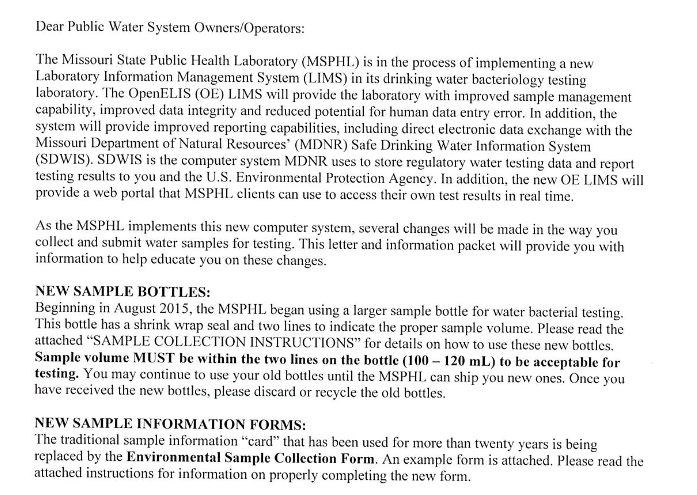 Dear Public Water System Owners/Operators:
The Missouri State Public Health Laboratory (MSPHL) is in the process of implementing a new
Laboratory Information Management System (LIMS) in its drinking water bacteriology testing
laboratory. The OpenELIS (OE) LIMS will provide the laboratory with improved sample management
capability, improved data integrity and reduced potential for human data entry error. In addition, the
system will provide improved reporting capabilities, including direct electronic data exchange with the
Missouri Department of Natural Resources' (MDNR) Safe Drinking Water Information System
(SDWIS). SDWIS is the computer system MDNR uses to store regulatory water testing data and report
testing results to you and the U.S. Environmental Protection Agency. In addition, the new OE LIMS will
provide a web portal that MSPHL clients can use to access their own test results in real time.
As the MSPHL implements this new computer system, several changes will be made in the way you
collect and submit water samples for testing. This letter and information packet will provide you with
information to help educate you on these changes.
NEW SAMPLE BOTTLES:
Beginning in August 2015, the MSPHL began using a larger sample bottle for water bacterial testing.
This bottle has a shrink wrap seal and two lines to indicate the proper sample volume. Please read the
attached "SAMPLE COLLECTION INSTRUCTIONS" for details on how to use these new bottles.
Sample volume MUST be within the two lines on the bottle (100 – 120 mL) to be acceptable for
testing. You may continue to use your old bottles until the MSPHL can ship you new ones. Once you
have received the new bottles, please discard or recycle the old bottles.
NEW SAMPLE INFORMATION FORMS:
The traditional sample information "card" that has been used for more than twenty years is being
replaced by the Environmental Sample Collection Form. An example form is attached. Please read the
attached instructions for information on properly completing the new form.